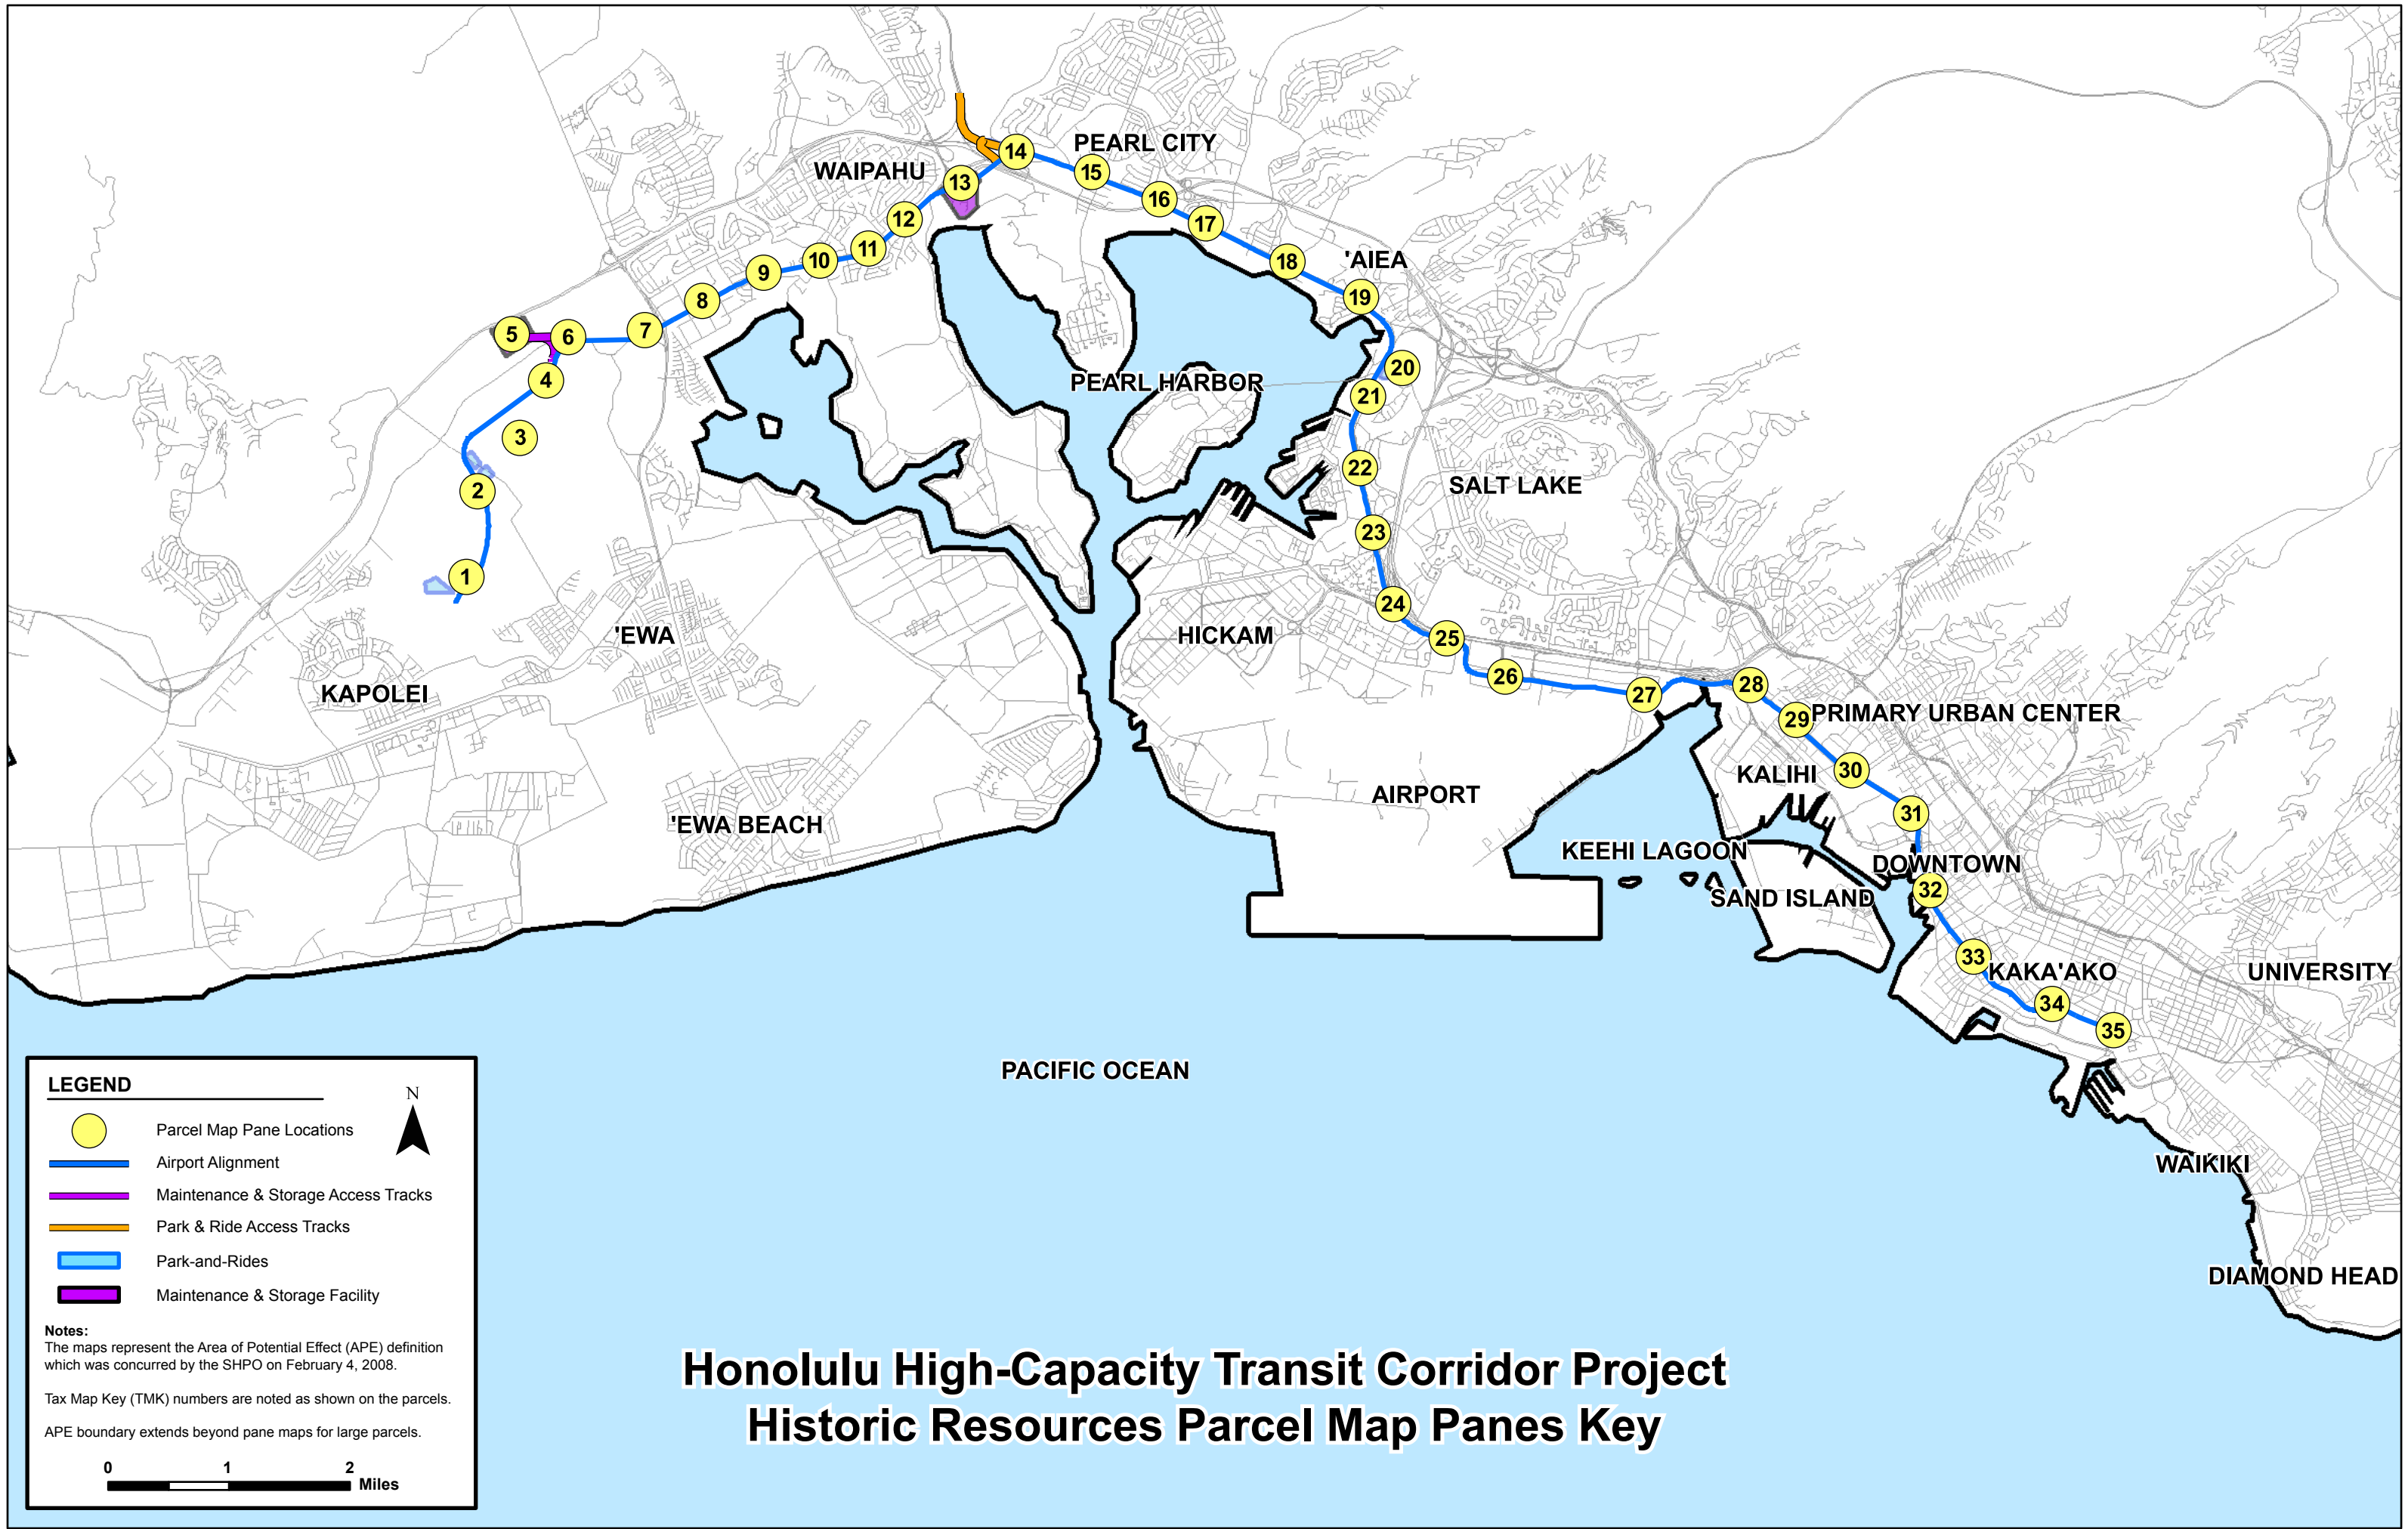 14
PEARL CITY
WAIPAHU
15
13
16
12
17
11
10
9
18
'AIEA
8
19
7
5
6
4
20
PEARL HARBOR
21
3
22
2
SALT LAKE
23
1
24
'EWA
HICKAM
25
26
28
KAPOLEI
27
29
PRIMARY URBAN CENTER
30
KALIHI
AIRPORT
31
'EWA BEACH
KEEHI LAGOON
DOWNTOWN
32
SAND ISLAND
33
KAKA'AKO
UNIVERSITY
34
35
PACIFIC OCEAN
WAIKIKI
DIAMOND HEAD
LEGEND
N
Parcel Map Pane Locations
Airport Alignment
Maintenance & Storage Access Tracks
Park & Ride Access Tracks
Park-and-Rides
Maintenance & Storage Facility
Notes:
The maps represent the Area of Potential Effect (APE) definition
which was concurred by the SHPO on February 4, 2008.
Tax Map Key (TMK) numbers are noted as shown on the parcels.
APE boundary extends beyond pane maps for large parcels.
0 1 2
Miles
Honolulu High-Capacity Transit Corridor Project
Historic Resources Parcel Map Panes Key